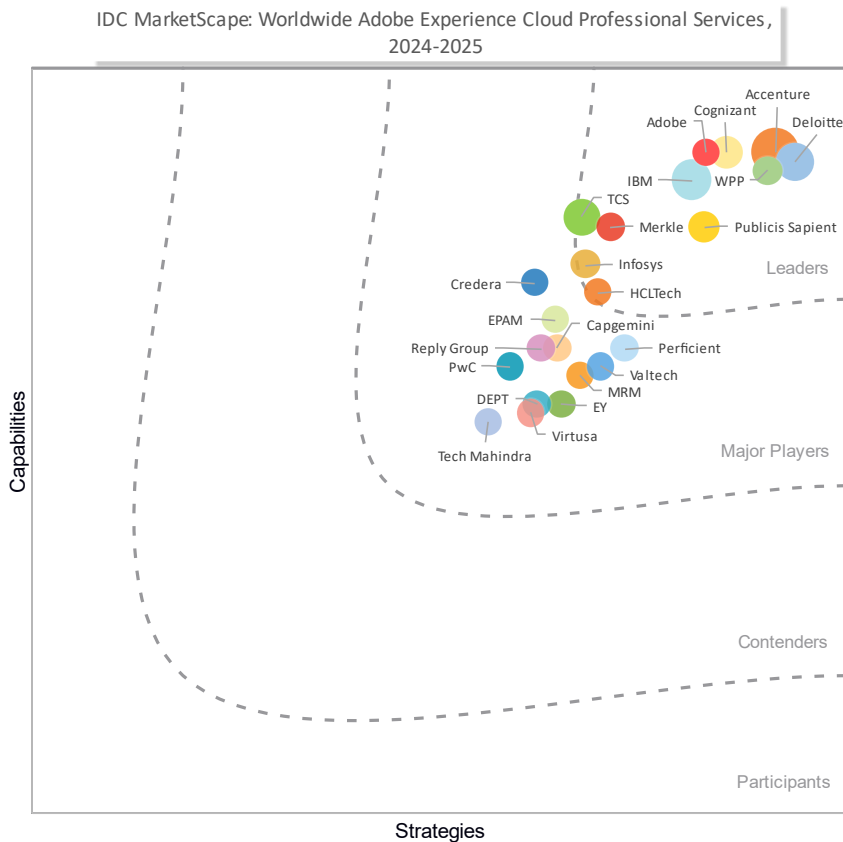 IDC MarketScape: Worldwide Adobe Experience Cloud Professional Services,
2024-2025
Accenture
Cognizant
Adobe
Deloitte
IBM
WPP
TCS
Merkle
Publicis Sapient
Infosys
Leaders
Credera
HCLTech
EPAM
Capgemini
Reply Group
Perficient
PwC
Valtech
MRM
DEPT
EY
Virtusa
Major Players
Tech Mahindra
Capabilities
Contenders
Participants
Strategies